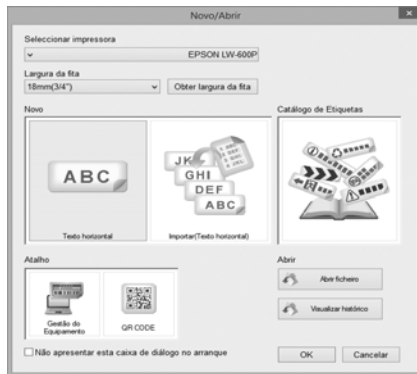 Novo/Abrir
Seleccionar impressora
EPSON LW-600P
Largura da fita
18mm(3/4")
Obter largura da fita
Novo
Catálogo de Etiquetas
ABC
JK
GHI
DEF
ABC
Texto horizontal
Importar(Texto horizontal)
Atalho
Abrir
Gestão do
Equipamento
QR CODE
Abrir ficheiro
Visualizar histórico
Não apresentar esta caixa de diálogo no arranque
OK
Cancelar